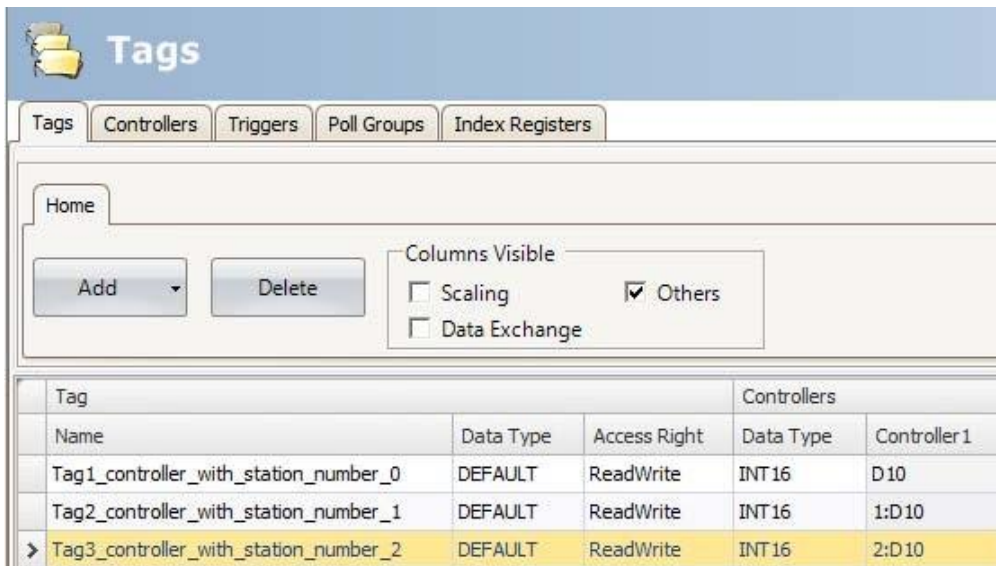 Tags
Tags Controllers Triggers Poll Groups Index Registers
Home
Columns Visible
Add Delete Scaling Others
Data Exchange
Tag Controllers
Name Data Type Access Right Data Type Controller1
Tag1_controller_with_station_number_0 DEFAULT ReadWrite INT16 D10
Tag2_controller_with_station_number_1 DEFAULT ReadWrite INT16 1:D10
Tag3_controller_with_station_number_2 DEFAULT ReadWrite INT16 2:D10